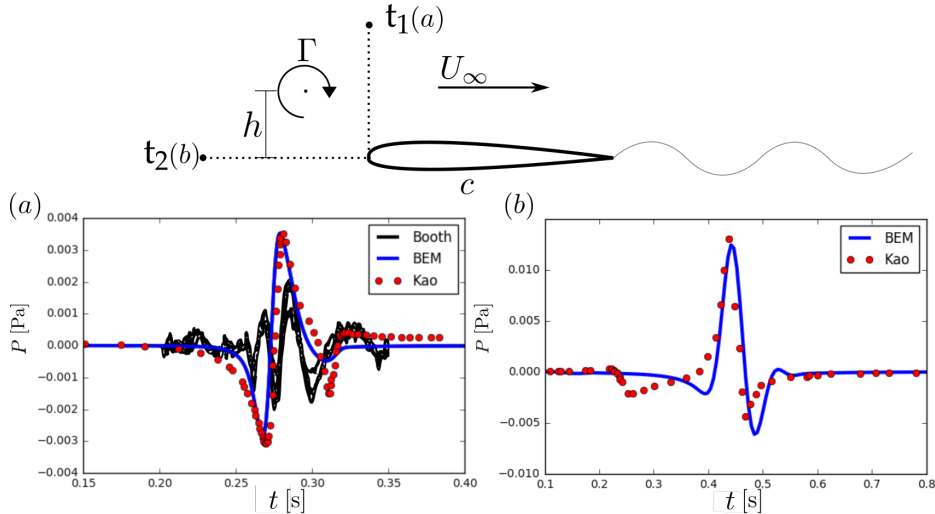 t₁(a)
Γ
U∞
h
t₂(b)
c
(a)
(b)
0.004
0.003
0.002
0.001
0.000
−0.001
−0.002
−0.003
−0.004
P [Pa]
Booth
BEM
Kao
0.15 0.20 0.25 0.30 0.35 0.40
t [s]
0.010
0.005
0.000
−0.005
−0.010
P [Pa]
BEM
Kao
0.1 0.2 0.3 0.4 0.5 0.6 0.7 0.8
t [s]